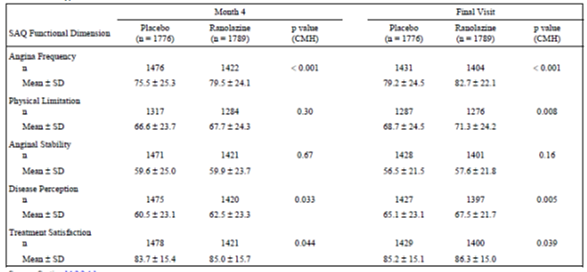 Month 4 Final Visit
SAQ Functional Dimension Placebo (n = 1776) Ranolazine (n = 1789) p value (CMH) Placebo (n = 1776) Ranolazine (n = 1789) p value (CMH)
Angina Frequency
n 1476 1422 < 0.001 1431 1404 < 0.001
Mean ± SD 75.5 ± 25.3 79.5 ± 24.1 79.2 ± 24.5 82.7 ± 22.1
Physical Limitation
n 1317 1284 0.30 1287 1276 0.008
Mean ± SD 66.6 ± 23.7 67.7 ± 24.3 68.7 ± 24.5 71.3 ± 24.2
Anginal Stability
n 1471 1421 0.67 1428 1401 0.16
Mean ± SD 59.6 ± 25.0 59.9 ± 23.7 56.5 ± 21.5 57.6 ± 21.8
Disease Perception
n 1475 1420 0.033 1427 1397 0.005
Mean ± SD 60.5 ± 23.1 62.5 ± 23.3 65.1 ± 23.1 67.5 ± 21.7
Treatment Satisfaction
n 1478 1421 0.044 1429 1400 0.039
Mean ± SD 83.7 ± 15.4 85.0 ± 15.7 85.2 ± 15.1 86.3 ± 15.0